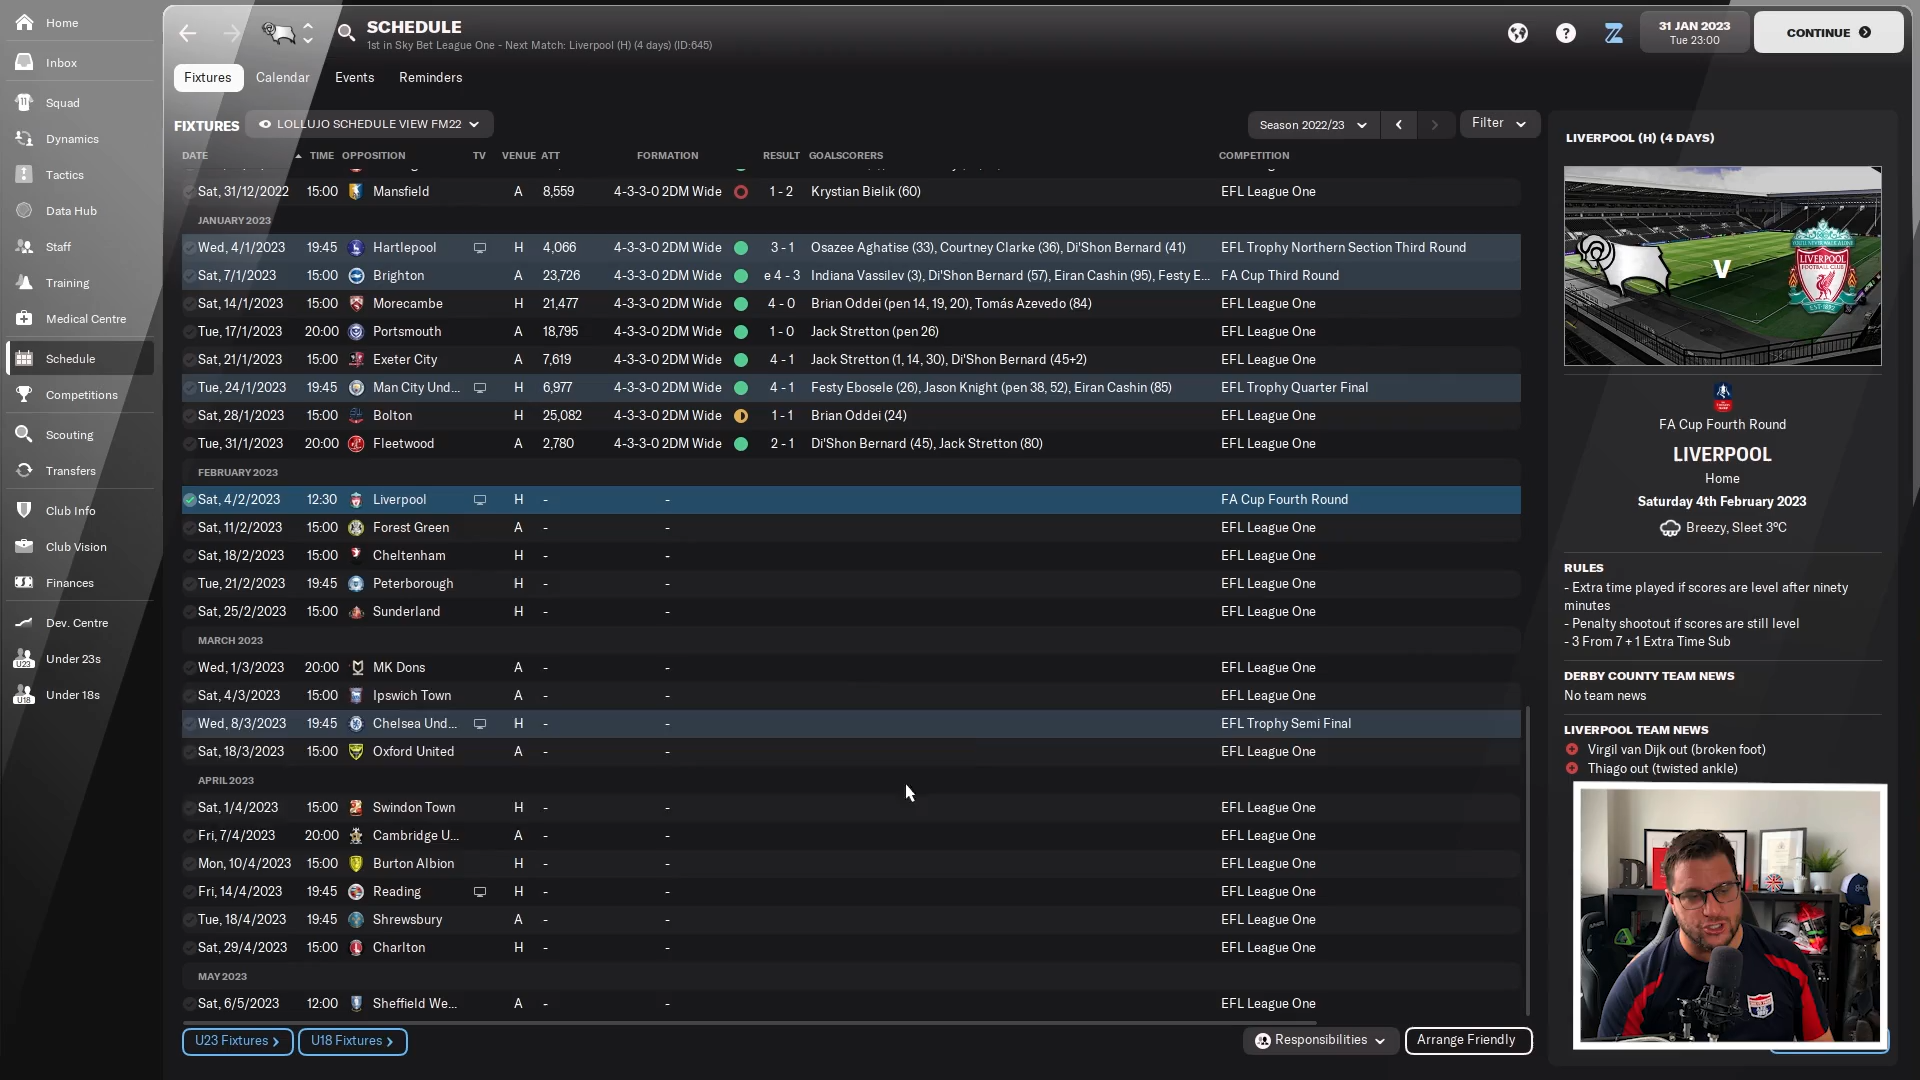 Home
Inbox
Squad
Dynamics
Tactics
Data Hub
Staff
Training
Medical Centre
Schedule
Competitions
Scouting
Transfers
Club Info
Club Vision
Finances
Dev. Centre
U23 Under 23s
U18 Under 18s
SCHEDULE
1st in Sky Bet League One - Next Match: Liverpool (H) (4 days) (ID:645)
31 JAN 2023
Tue 23:00
CONTINUE
Fixtures Calendar Events Reminders
FIXTURES LOLLUJO SCHEDULE VIEW FM22 Season 2022/23 Filter
DATE TIME OPPOSITION TV VENUE ATT FORMATION RESULT GOALSCORERS COMPETITION
Sat, 31/12/2022 15:00 Mansfield A 8,559 4-3-3-0 2DM Wide 1 - 2 Krystian Bielik (60) EFL League One
JANUARY 2023
Wed, 4/1/2023 19:45 Hartlepool H 4,066 4-3-3-0 2DM Wide 3 - 1 Osazee Aghatise (33), Courtney Clarke (36), Di'Shon Bernard (41) EFL Trophy Northern Section Third Round
Sat, 7/1/2023 15:00 Brighton A 23,726 4-3-3-0 2DM Wide e 4 - 3 Indiana Vassilev (3), Di'Shon Bernard (57), Eiran Cashin (95), Festy E... FA Cup Third Round
Sat, 14/1/2023 15:00 Morecambe H 21,477 4-3-3-0 2DM Wide 4 - 0 Brian Oddei (pen 14, 19, 20), Tomás Azevedo (84) EFL League One
Tue, 17/1/2023 20:00 Portsmouth A 18,795 4-3-3-0 2DM Wide 1 - 0 Jack Stretton (pen 26) EFL League One
Sat, 21/1/2023 15:00 Exeter City A 7,619 4-3-3-0 2DM Wide 4 - 1 Jack Stretton (1, 14, 30), Di'Shon Bernard (45+2) EFL League One
Tue, 24/1/2023 19:45 Man City Und... H 6,977 4-3-3-0 2DM Wide 4 - 1 Festy Ebosele (26), Jason Knight (pen 38, 52), Eiran Cashin (85) EFL Trophy Quarter Final
Sat, 28/1/2023 15:00 Bolton H 25,082 4-3-3-0 2DM Wide 1 - 1 Brian Oddei (24) EFL League One
Tue, 31/1/2023 20:00 Fleetwood A 2,780 4-3-3-0 2DM Wide 2 - 1 Di'Shon Bernard (45), Jack Stretton (80) EFL League One
FEBRUARY 2023
Sat, 4/2/2023 12:30 Liverpool H - - FA Cup Fourth Round
Sat, 11/2/2023 15:00 Forest Green A - - EFL League One
Sat, 18/2/2023 15:00 Cheltenham H - - EFL League One
Tue, 21/2/2023 19:45 Peterborough H - - EFL League One
Sat, 25/2/2023 15:00 Sunderland H - - EFL League One
MARCH 2023
Wed, 1/3/2023 20:00 MK Dons A - - EFL League One
Sat, 4/3/2023 15:00 Ipswich Town A - - EFL League One
Wed, 8/3/2023 19:45 Chelsea Und... H - - EFL Trophy Semi Final
Sat, 18/3/2023 15:00 Oxford United A - - EFL League One
APRIL 2023
Sat, 1/4/2023 15:00 Swindon Town H - - EFL League One
Fri, 7/4/2023 20:00 Cambridge U... A - - EFL League One
Mon, 10/4/2023 15:00 Burton Albion H - - EFL League One
Fri, 14/4/2023 19:45 Reading H - - EFL League One
Tue, 18/4/2023 19:45 Shrewsbury A - - EFL League One
Sat, 29/4/2023 15:00 Charlton H - - EFL League One
MAY 2023
Sat, 6/5/2023 12:00 Sheffield We... A - - EFL League One
U23 Fixtures U18 Fixtures Responsibilities Arrange Friendly
LIVERPOOL (H) (4 DAYS)
V
FA Cup Fourth Round
LIVERPOOL
Home
Saturday 4th February 2023
Breezy, Sleet 3ºC
RULES
- Extra time played if scores are level after ninety
minutes
- Penalty shootout if scores are still level
- 3 From 7 + 1 Extra Time Sub
DERBY COUNTY TEAM NEWS
No team news
LIVERPOOL TEAM NEWS
Virgil van Dijk out (broken foot)
Thiago out (twisted ankle)